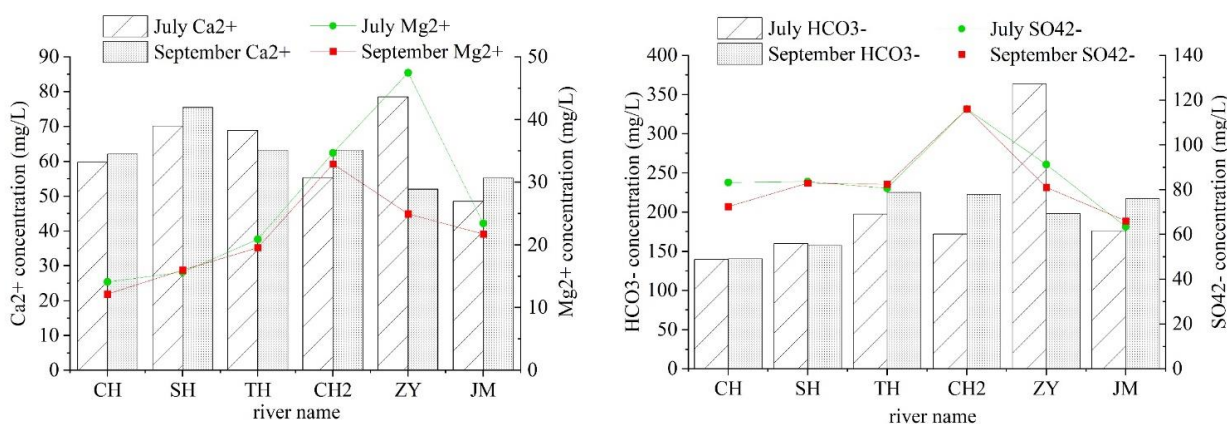 July Ca2+ July Mg2+
September Ca2+ September Mg2+
90
80
70
60
50
40
30
20
10
0
Ca2+ concentration (mg/L)
50
40
30
20
10
0
Mg2+ concentration (mg/L)
CH SH TH CH2 ZY JM
river name
July HCO3- July SO42-
September HCO3- September SO42-
400
350
300
250
200
150
100
50
0
HCO3- concentration (mg/L)
140
120
100
80
60
40
20
0
SO42- concentration (mg/L)
CH SH TH CH2 ZY JM
river name